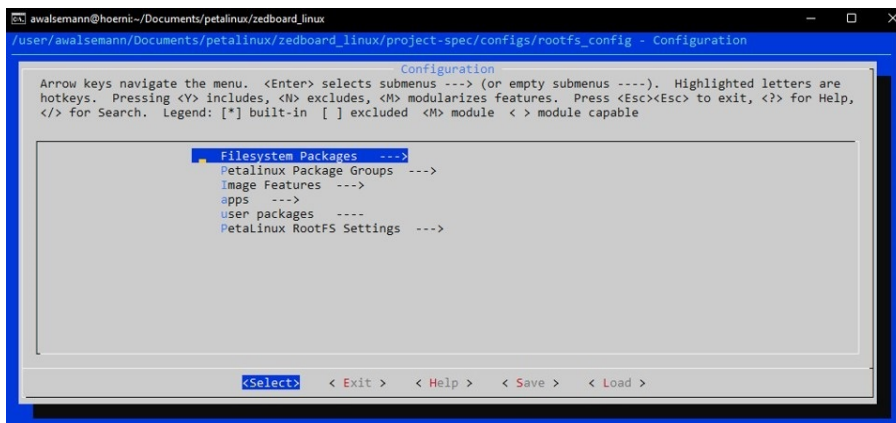 awalsemann@hoerni:~/Documents/petalinux/zedboard_linux
/user/awalsemann/Documents/petalinux/zedboard_linux/project-spec/configs/rootfs_config - Configuration
Configuration
Arrow keys navigate the menu. <Enter> selects submenus ---> (or empty submenus ----). Highlighted letters are
hotkeys. Pressing <Y> includes, <N> excludes, <M> modularizes features. Press <Esc><Esc> to exit, <?> for Help,
</> for Search. Legend: [*] built-in [ ] excluded <M> module < > module capable
Filesystem Packages --->
Petalinux Package Groups --->
Image Features --->
apps --->
user packages ----
PetaLinux RootFS Settings --->
<Select> < Exit > < Help > < Save > < Load >